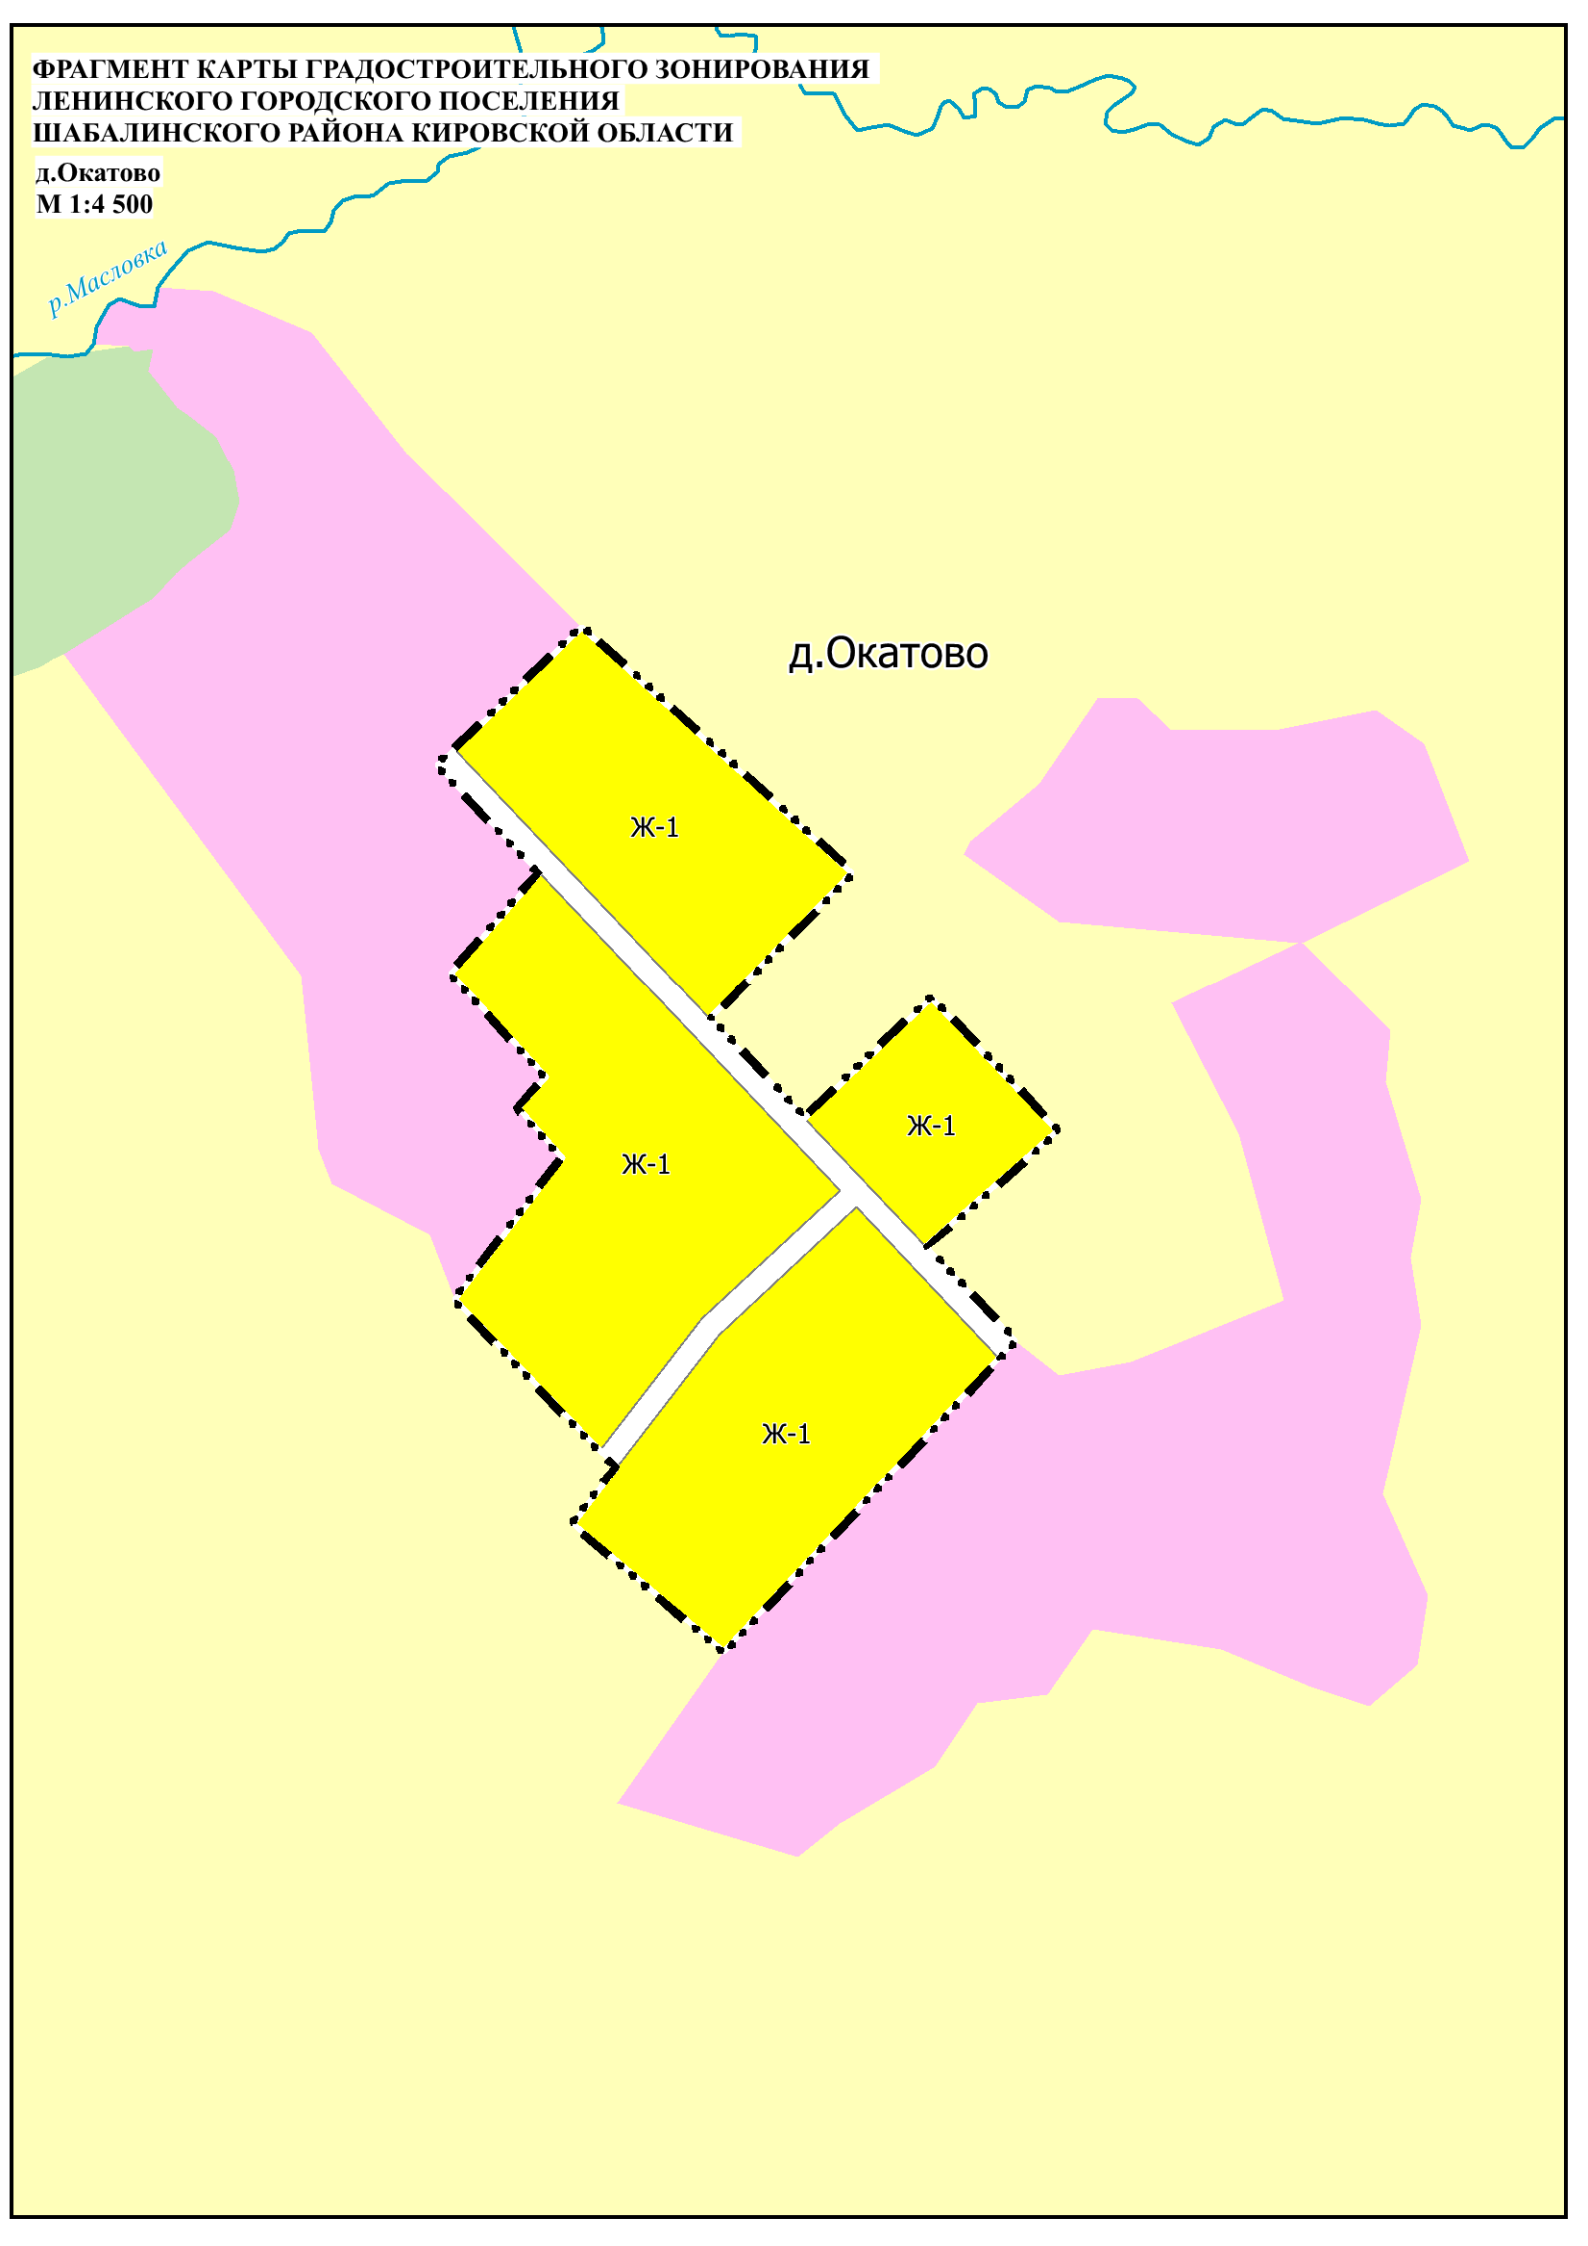 ФРАГМЕНТ КАРТЫ ГРАДОСТРОИТЕЛЬНОГО ЗОНИРОВАНИЯ
ЛЕНИНСКОГО ГОРОДСКОГО ПОСЕЛЕНИЯ
ШАБАЛИНСКОГО РАЙОНА КИРОВСКОЙ ОБЛАСТИ
д.Окатово
М 1:4 500
р.Масловка
д.Окатово
Ж-1
Ж-1
Ж-1
Ж-1